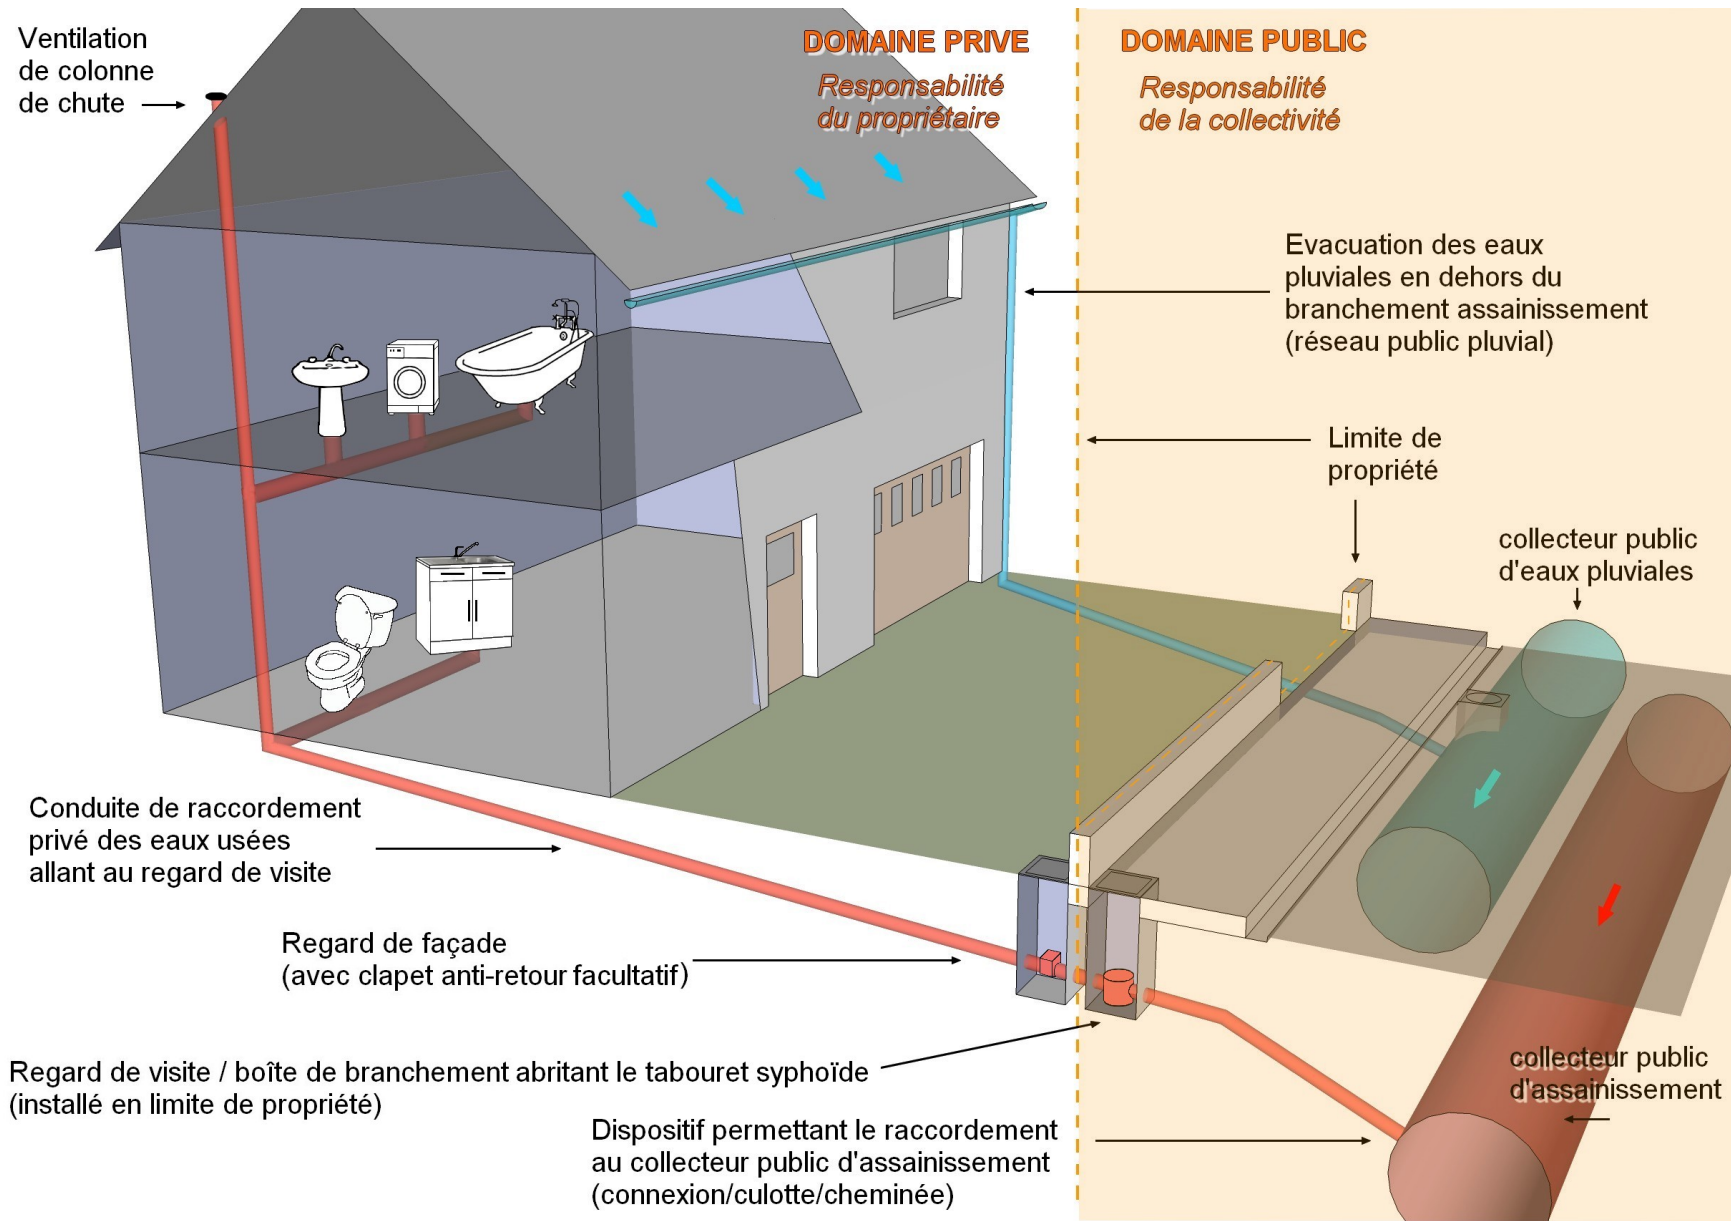 Ventilation
de colonne
de chute
DOMAINE PRIVE
Responsabilité
du propriétaire
DOMAINE PUBLIC
Responsabilité
de la collectivité
Evacuation des eaux
pluviales en dehors du
branchement assainissement
(réseau public pluvial)
Limite de
propriété
collecteur public
d'eaux pluviales
Conduite de raccordement
privé des eaux usées
allant au regard de visite
Regard de façade
(avec clapet anti-retour facultatif)
Regard de visite / boîte de branchement abritant le tabouret syphoïde
(installé en limite de propriété)
collecteur public
d'assainissement
Dispositif permettant le raccordement
au collecteur public d'assainissement
(connexion/culotte/cheminée)